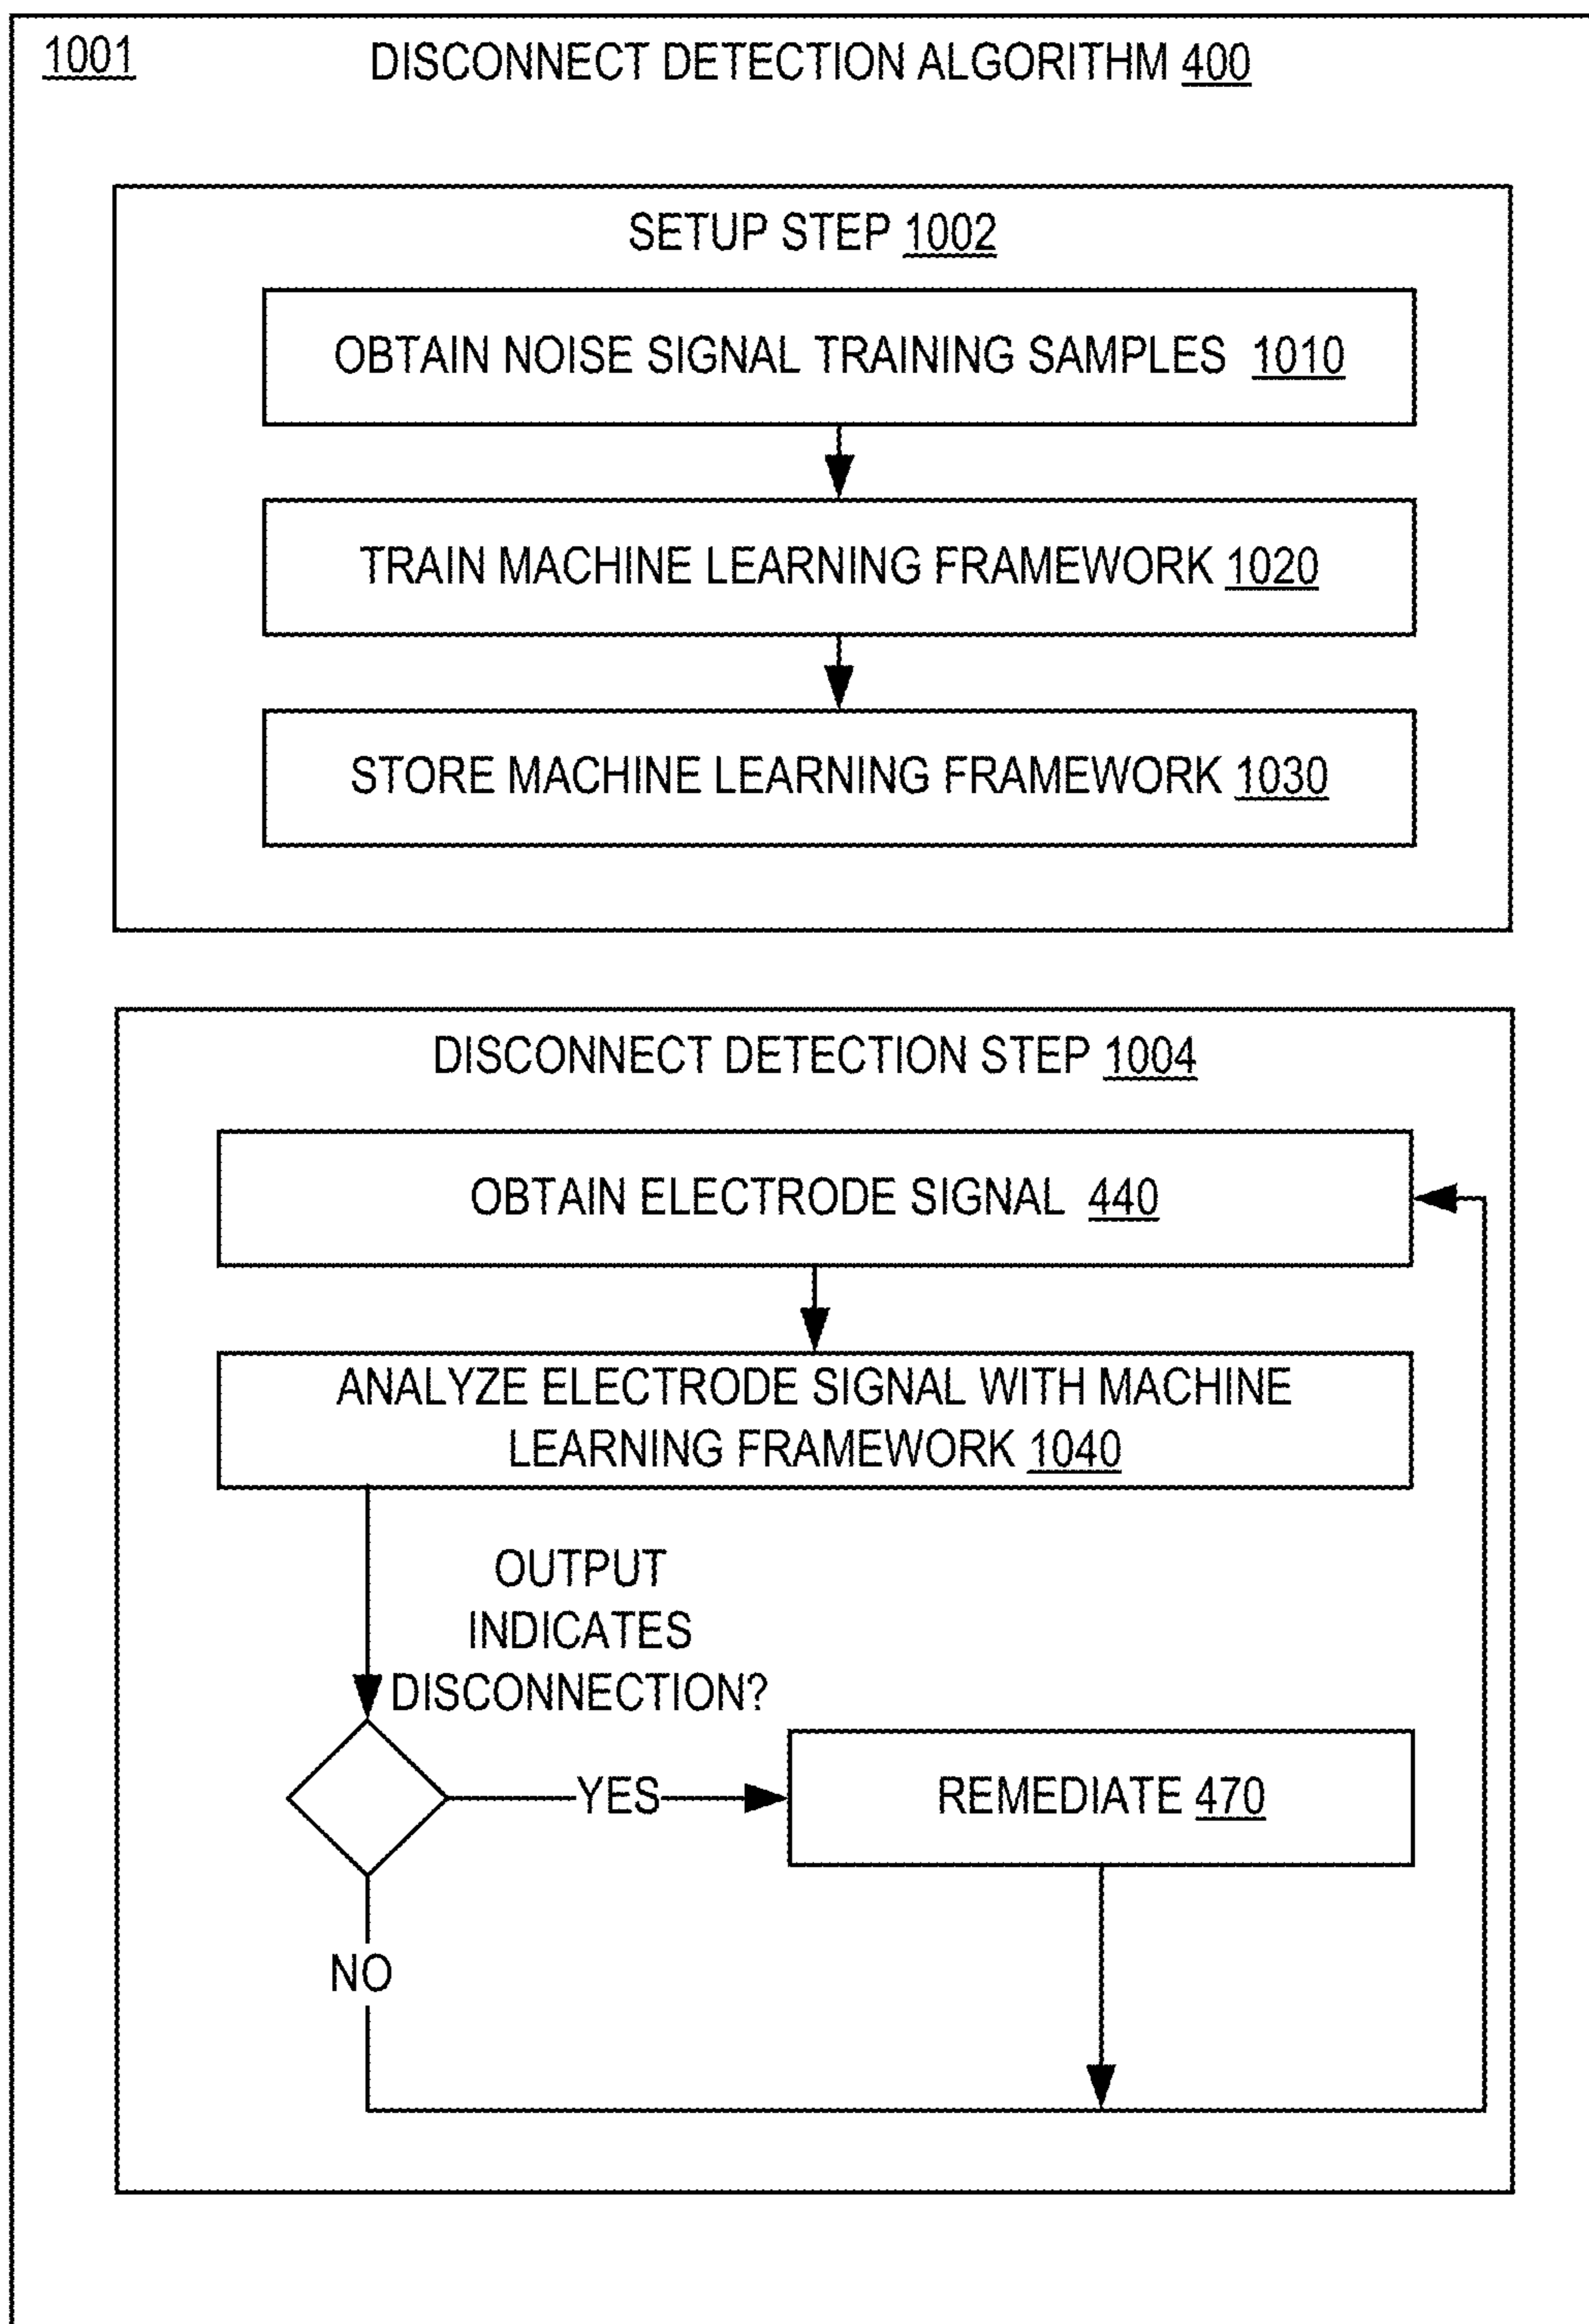 1001 DISCONNECT DETECTION ALGORITHM 400
SETUP STEP 1002
OBTAIN NOISE SIGNAL TRAINING SAMPLES 1010
TRAIN MACHINE LEARNING FRAMEWORK 1020
STORE MACHINE LEARNING FRAMEWORK 1030
DISCONNECT DETECTION STEP 1004
OBTAIN ELECTRODE SIGNAL 440
ANALYZE ELECTRODE SIGNAL WITH MACHINE
LEARNING FRAMEWORK 1040
OUTPUT
INDICATES
DISCONNECTION?
YES
REMEDIATE 470
NO